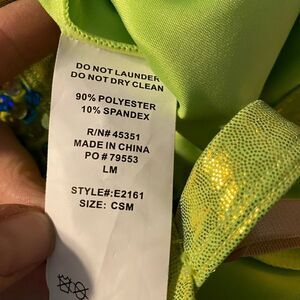 DO NOT LAUNDER
DO NOT DRY CLEAN
90% POLYESTER
10% SPANDEX
R/N# 45351
MADE IN CHINA
PO # 79553
LM
STYLE#:E2161
SIZE: CSM